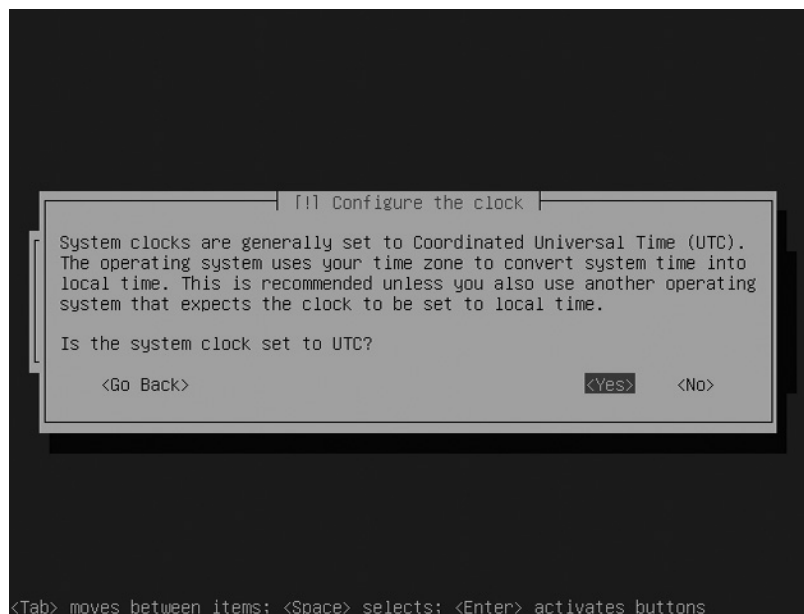 [!] Configure the clock
System clocks are generally set to Coordinated Universal Time (UTC).
The operating system uses your time zone to convert system time into
local time. This is recommended unless you also use another operating
system that expects the clock to be set to local time.
Is the system clock set to UTC?
<Go Back> <Yes> <No>
<Tab> moves between items; <Space> selects; <Enter> activates buttons